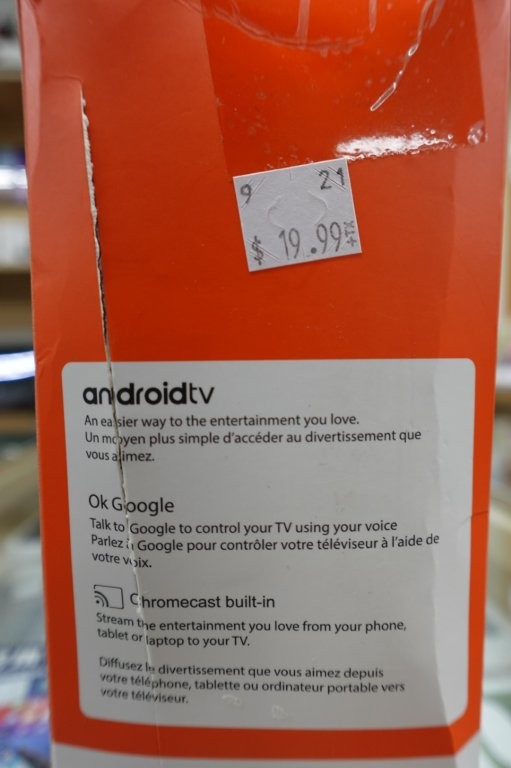 9 21
$ 19.99 +TX
androidtv
An easier way to the entertainment you love.
Un moyen plus simple d'accéder au divertissement que
vous aimez.
Ok Google
Talk to Google to control your TV using your voice
Parlez à Google pour contrôler votre téléviseur à l'aide de
votre voix.
Chromecast built-in
Stream the entertainment you love from your phone,
tablet or laptop to your TV.
Diffusez le divertissement que vous aimez depuis
votre téléphone, tablette ou ordinateur portable vers
votre téléviseur.